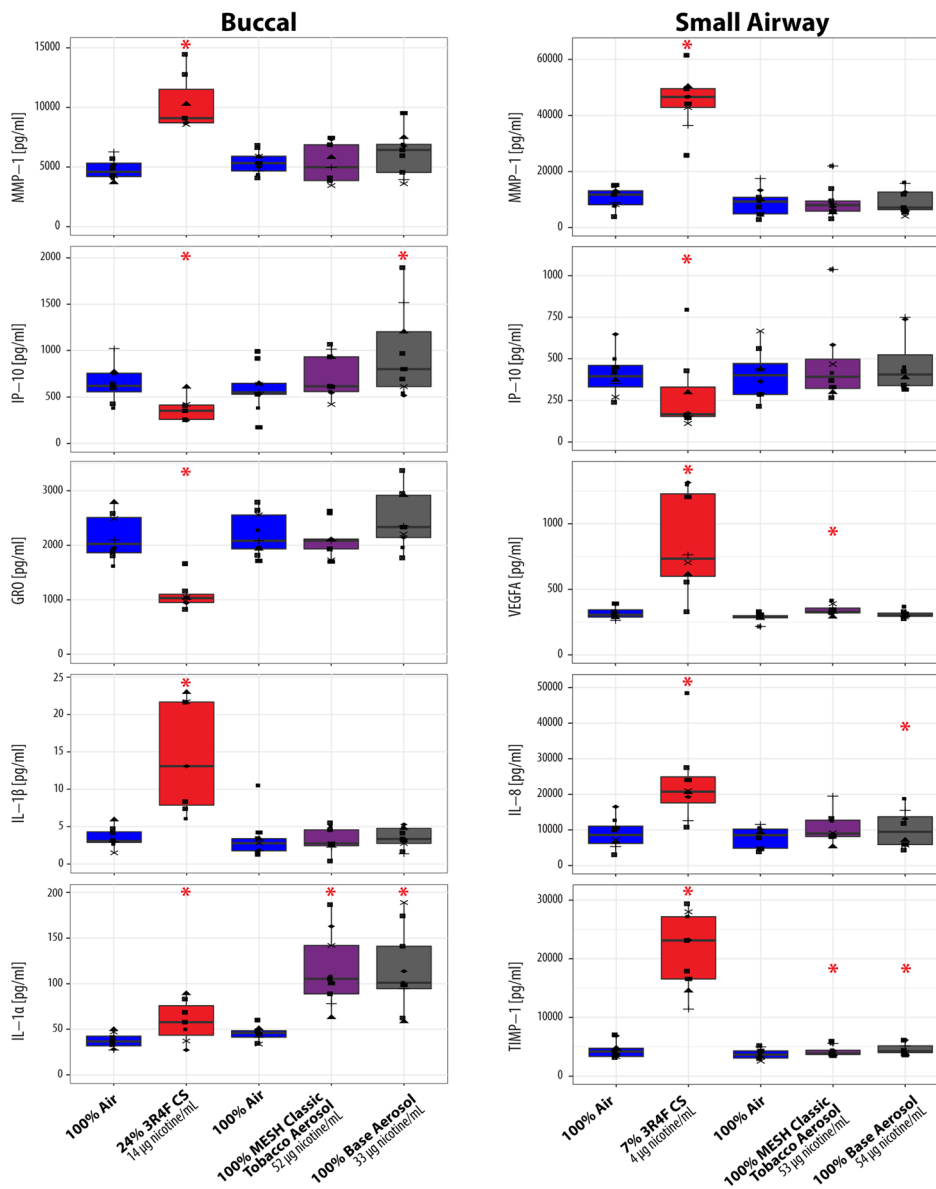 Buccal
Small Airway
MMP−1 [pg/ml]
15000
10000
5000
0
*
MMP−1 [pg/ml]
60000
40000
20000
0
*
IP−10 [pg/ml]
2000
1500
1000
500
0
*
*
IP−10 [pg/ml]
1000
750
500
250
0
*
GRO [pg/ml]
3000
2000
1000
0
*
VEGFA [pg/ml]
1000
500
0
*
*
IL−1β [pg/ml]
25
20
15
10
5
0
*
IL−8 [pg/ml]
50000
40000
30000
20000
10000
0
*
*
IL−1α [pg/ml]
200
150
100
50
0
*
*
*
TIMP−1 [pg/ml]
30000
20000
10000
0
*
*
*
100% Air
24% 3R4F CS
14 µg nicotine/mL
100% Air
100% MESH Classic
Tobacco Aerosol
52 µg nicotine/mL
100% Base Aerosol
33 µg nicotine/mL
100% Air
7% 3R4F CS
4 µg nicotine/mL
100% Air
100% MESH Classic
Tobacco Aerosol
53 µg nicotine/mL
100% Base Aerosol
54 µg nicotine/mL